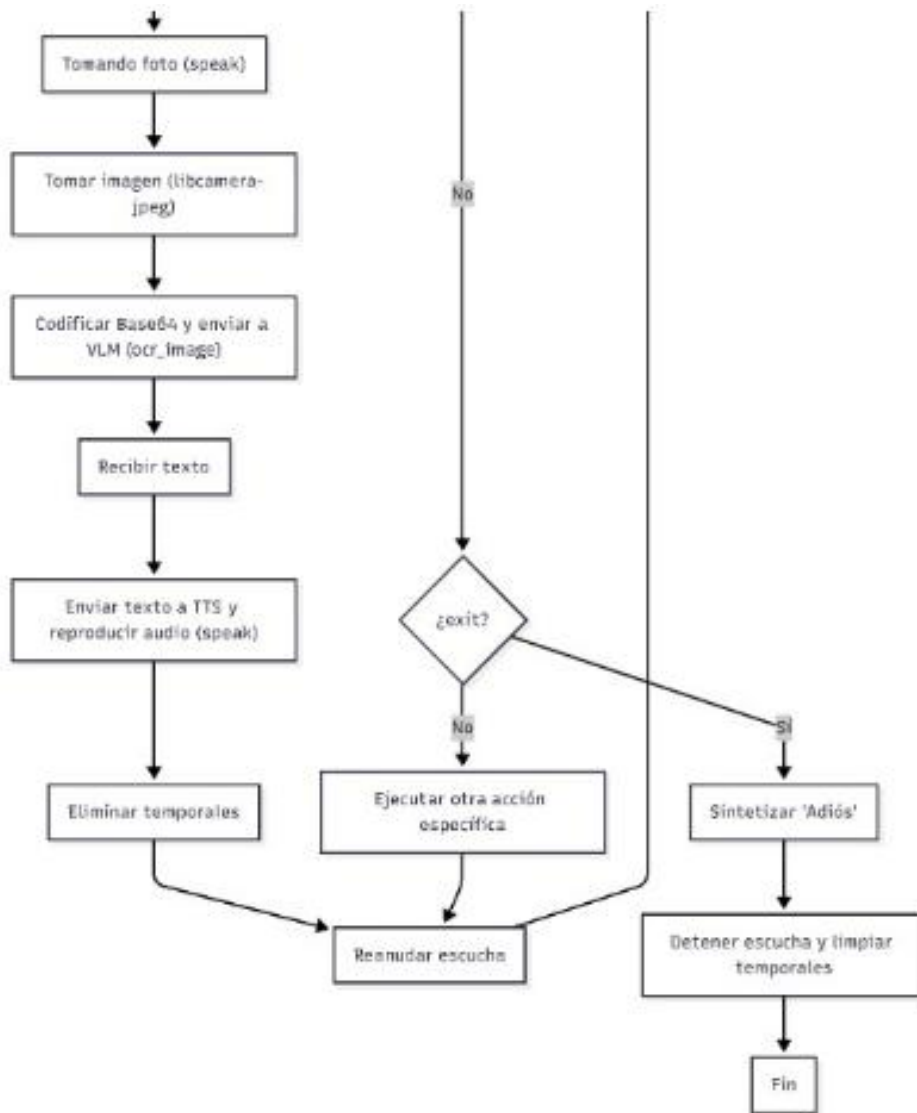 Tomando foto (speak)
Tomar imagen (libcamera-
jpeg)
No
Codificar Base64 y enviar a
VLM (ocr_image)
Recibir texto
Enviar texto a TTS y
reproducir audio (speak)
¿exit?
No
Sí
Eliminar temporales
Ejecutar otra acción
específica
Sintetizar 'Adiós'
Reanudar escucha
Detener escucha y limpiar
temporales
Fin